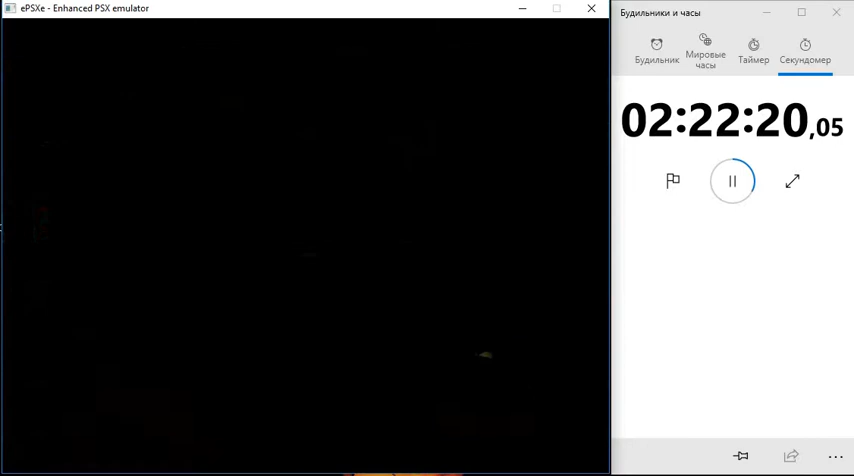 ePSXe - Enhanced PSX emulator
Будильники и часы
Будильник
Мировые
часы
Таймер
Секундомер
02:22:20,05